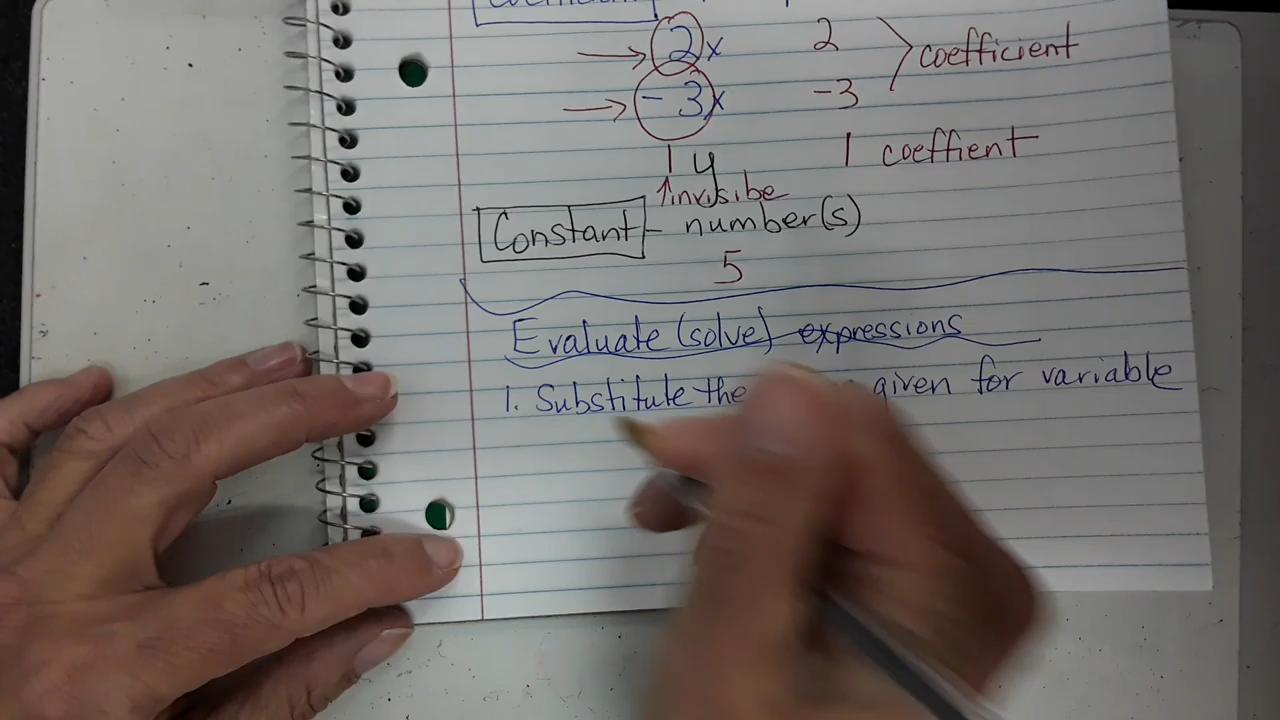 2x 2 coefficient
-3x -3
1y 1 coeffient
invisibe
Constant - number(s)
5
Evaluate (solve) expressions
1. Substitute the given for variable